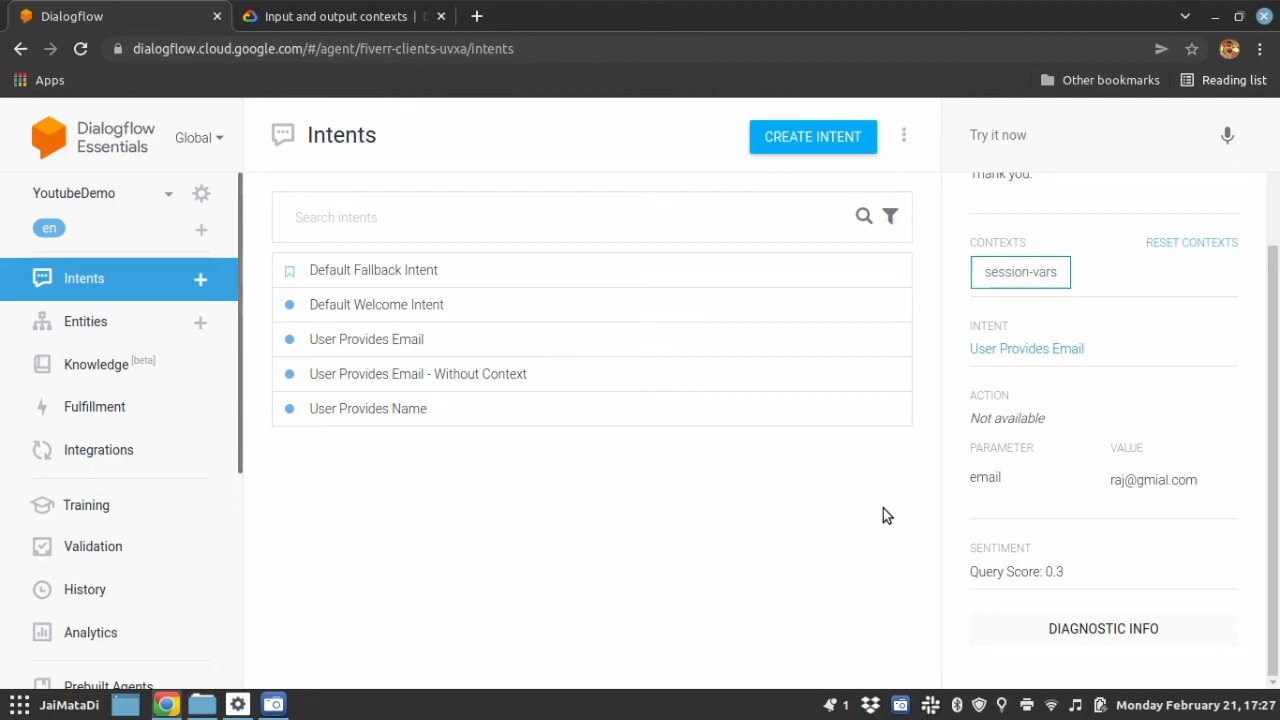 Dialogflow
Input and output contexts
dialogflow.cloud.google.com/#/agent/fiverr-clients-uvxa/intents
Apps
Other bookmarks
Reading list
Dialogflow
Essentials
Global
Intents
CREATE INTENT
Try it now
YoutubeDemo
en
Search intents
Thank you.
CONTEXTS
RESET CONTEXTS
session-vars
Intents
Entities
Knowledge [beta]
Fulfillment
Integrations
Training
Validation
History
Analytics
Prebuilt Agents
Default Fallback Intent
Default Welcome Intent
User Provides Email
User Provides Email - Without Context
User Provides Name
INTENT
User Provides Email
ACTION
Not available
PARAMETER
VALUE
email
raj@gmial.com
SENTIMENT
Query Score: 0.3
DIAGNOSTIC INFO
JaiMataDi
1
Monday February 21, 17:27